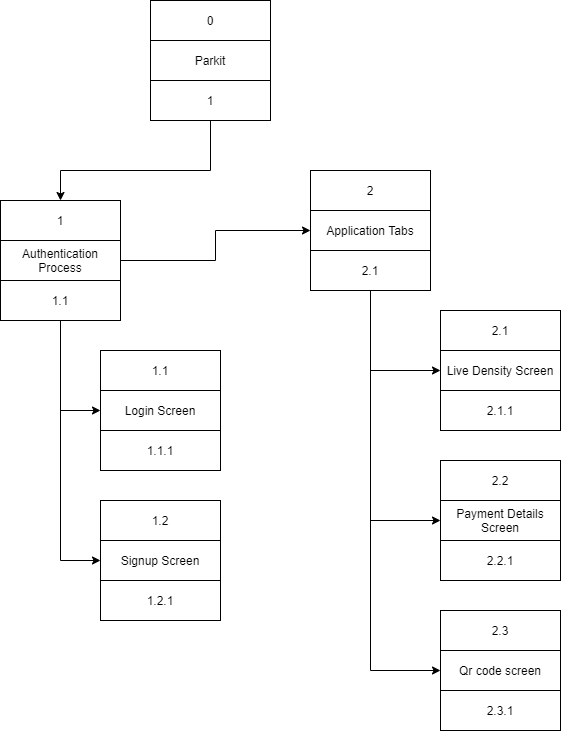 0
Parkit
1
1
Authentication
Process
1.1
2
Application Tabs
2.1
1.1
Login Screen
1.1.1
1.2
Signup Screen
1.2.1
2.1
Live Density Screen
2.1.1
2.2
Payment Details
Screen
2.2.1
2.3
Qr code screen
2.3.1